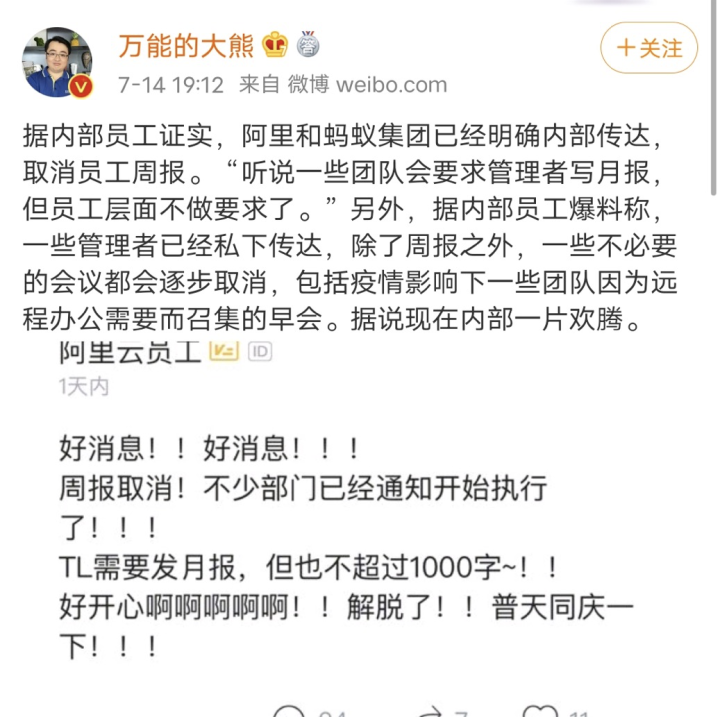 万能的大熊
7-14 19:12 来自 微博 weibo.com
+关注
据内部员工证实，阿里和蚂蚁集团已经明确内部传达，
取消员工周报。“听说一些团队会要求管理者写月报，
但员工层面不做要求了。”另外，据内部员工爆料称，
一些管理者已经私下传达，除了周报之外，一些不必要
的会议都会逐步取消，包括疫情影响下一些团队因为远
程办公需要而召集的早会。据说现在内部一片欢腾。
阿里云员工 V= ID
1天内
好消息！！好消息！！！
周报取消！不少部门已经通知开始执行
了！！！
TL需要发月报，但也不超过1000字~！！
好开心啊啊啊啊啊！！解脱了！！普天同庆一
下！！！